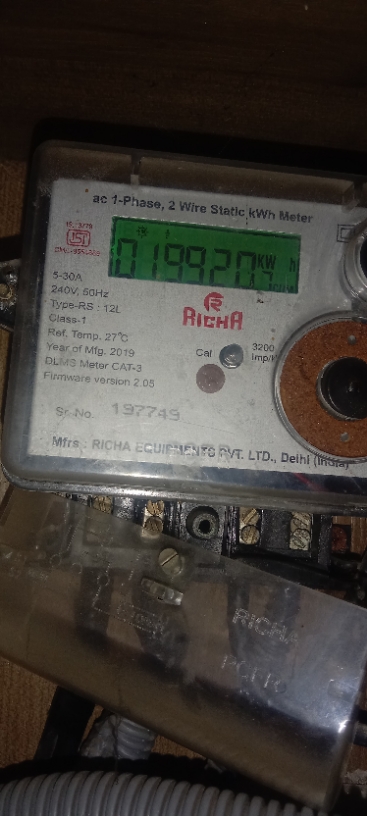 ac 1-Phase, 2 Wire Static kWh Meter
019920.
KW h
RICHA
5-30A
240V, 50Hz
Type-RS : 12L
Class-1
Ref. Temp. 27°C
Year of Mfg. 2019
DLMS Meter CAT-3
Firmware version 2.05
Cal
3200
Imp/
Sr. No. 197749
Mfrs : RICHA EQUIPMENTS PVT. LTD., Delhi (India)
RICHA